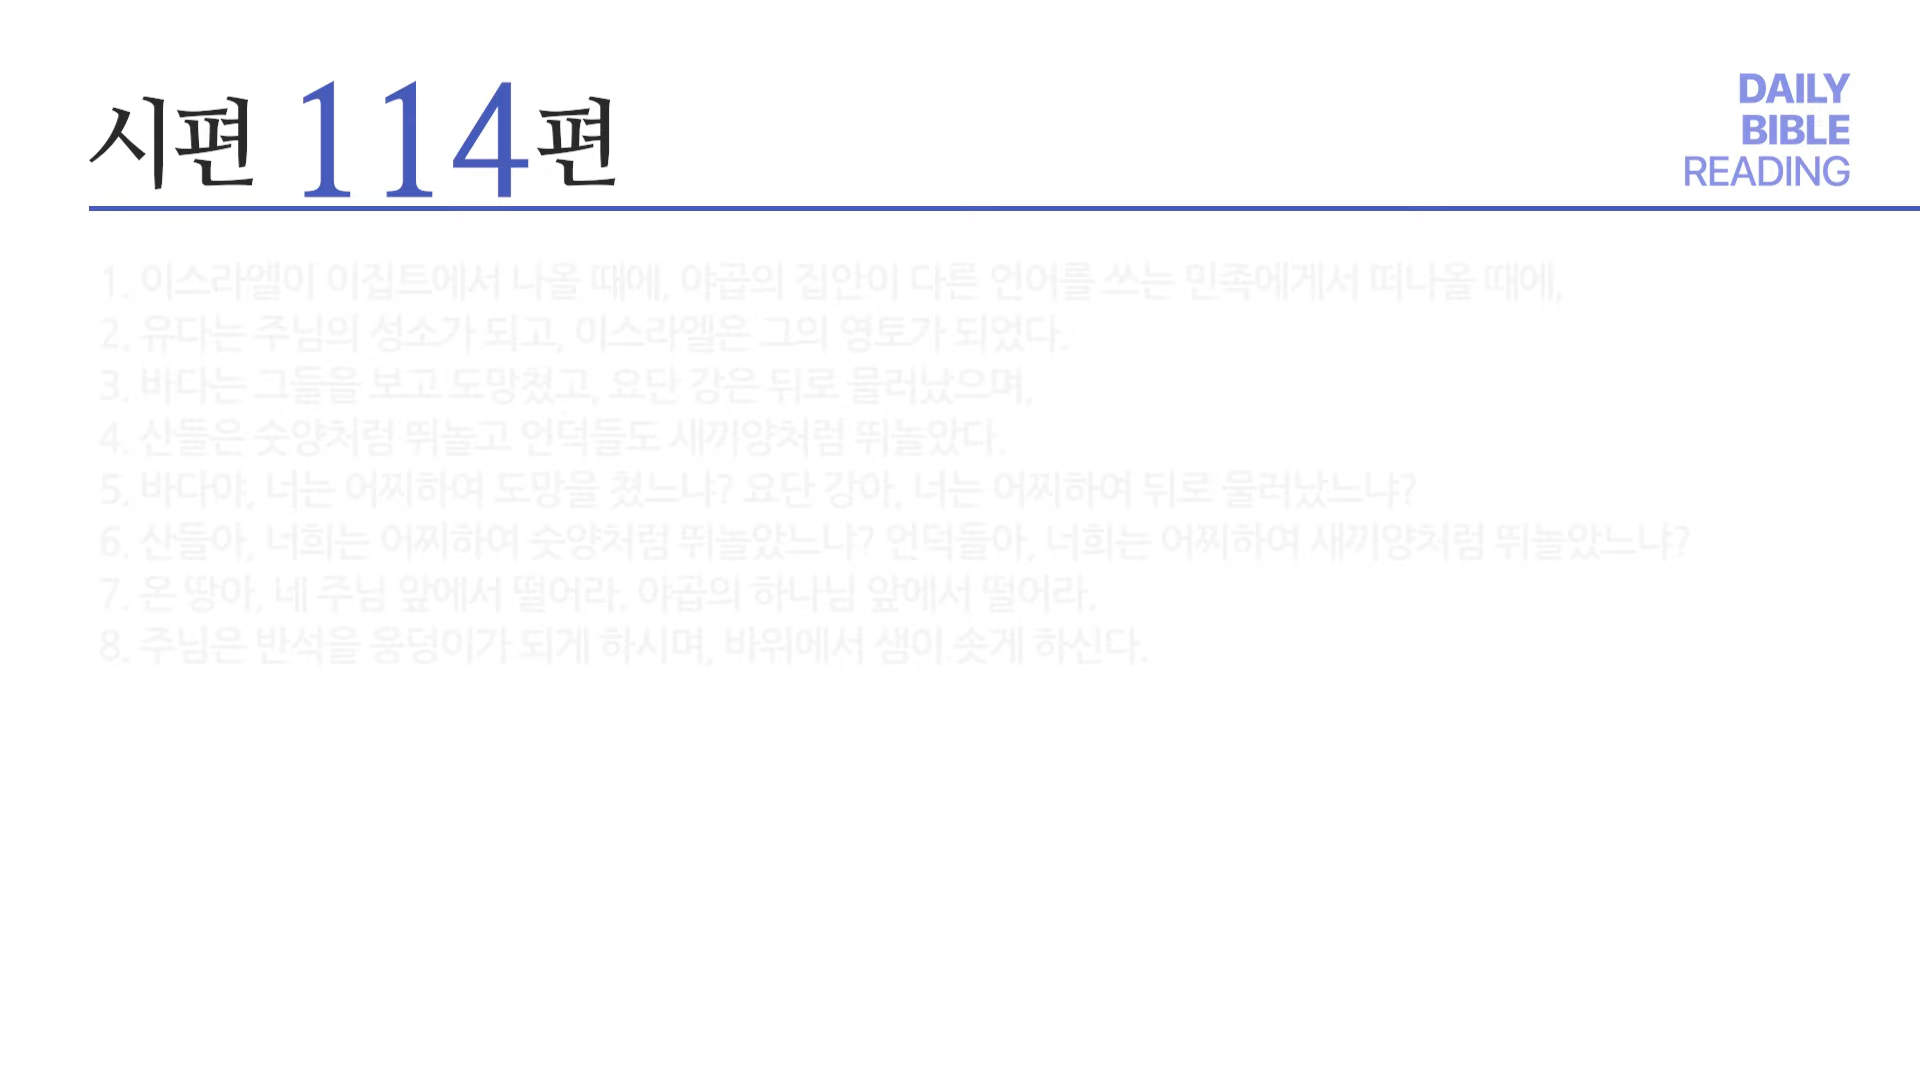 시편 114편
DAILY
BIBLE
READING
1. 이스라엘이 이집트에서 나올 때에, 야곱의 집안이 다른 언어를 쓰는 민족에게서 떠나올 때에,
2. 유다는 주님의 성소가 되고, 이스라엘은 그의 영토가 되었다.
3. 바다는 그들을 보고 도망쳤고, 요단 강은 뒤로 물러났으며,
4. 산들은 숫양처럼 뛰놀고 언덕들도 새끼양처럼 뛰놀았다.
5. 바다야, 너는 어찌하여 도망을 쳤느냐? 요단 강아, 너는 어찌하여 뒤로 물러났느냐?
6. 산들아, 너희는 어찌하여 숫양처럼 뛰놀았느냐? 언덕들아, 너희는 어찌하여 새끼양처럼 뛰놀았느냐?
7. 온 땅아, 네 주님 앞에서 떨어라. 야곱의 하나님 앞에서 떨어라.
8. 주님은 반석을 웅덩이가 되게 하시며, 바위에서 샘이 솟게 하신다.